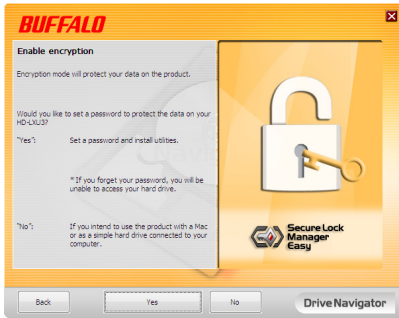 BUFFALO
Enable encryption
Encryption mode will protect your data on the product.
Would you like to set a password to protect the data on your
HD-LXU3?
"Yes": Set a password and install utilities.
* If you forget your password, you will be
unable to access your hard drive.
"No": If you intend to use the product with a Mac
or as a simple hard drive connected to your
computer.
Secure Lock
Manager
Easy
Back Yes No DriveNavigator